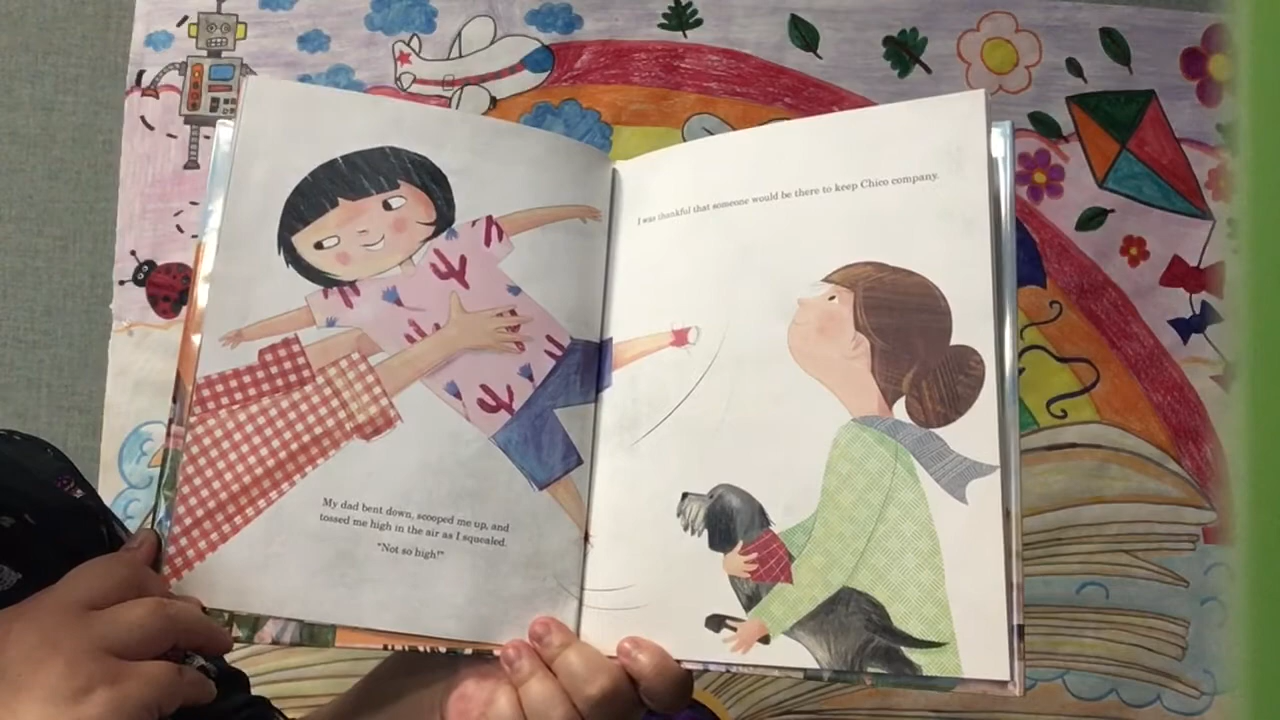 My dad bent down, scooped me up, and
tossed me high in the air as I squealed.
"Not so high!"
I was thankful that someone would be there to keep Chico company.